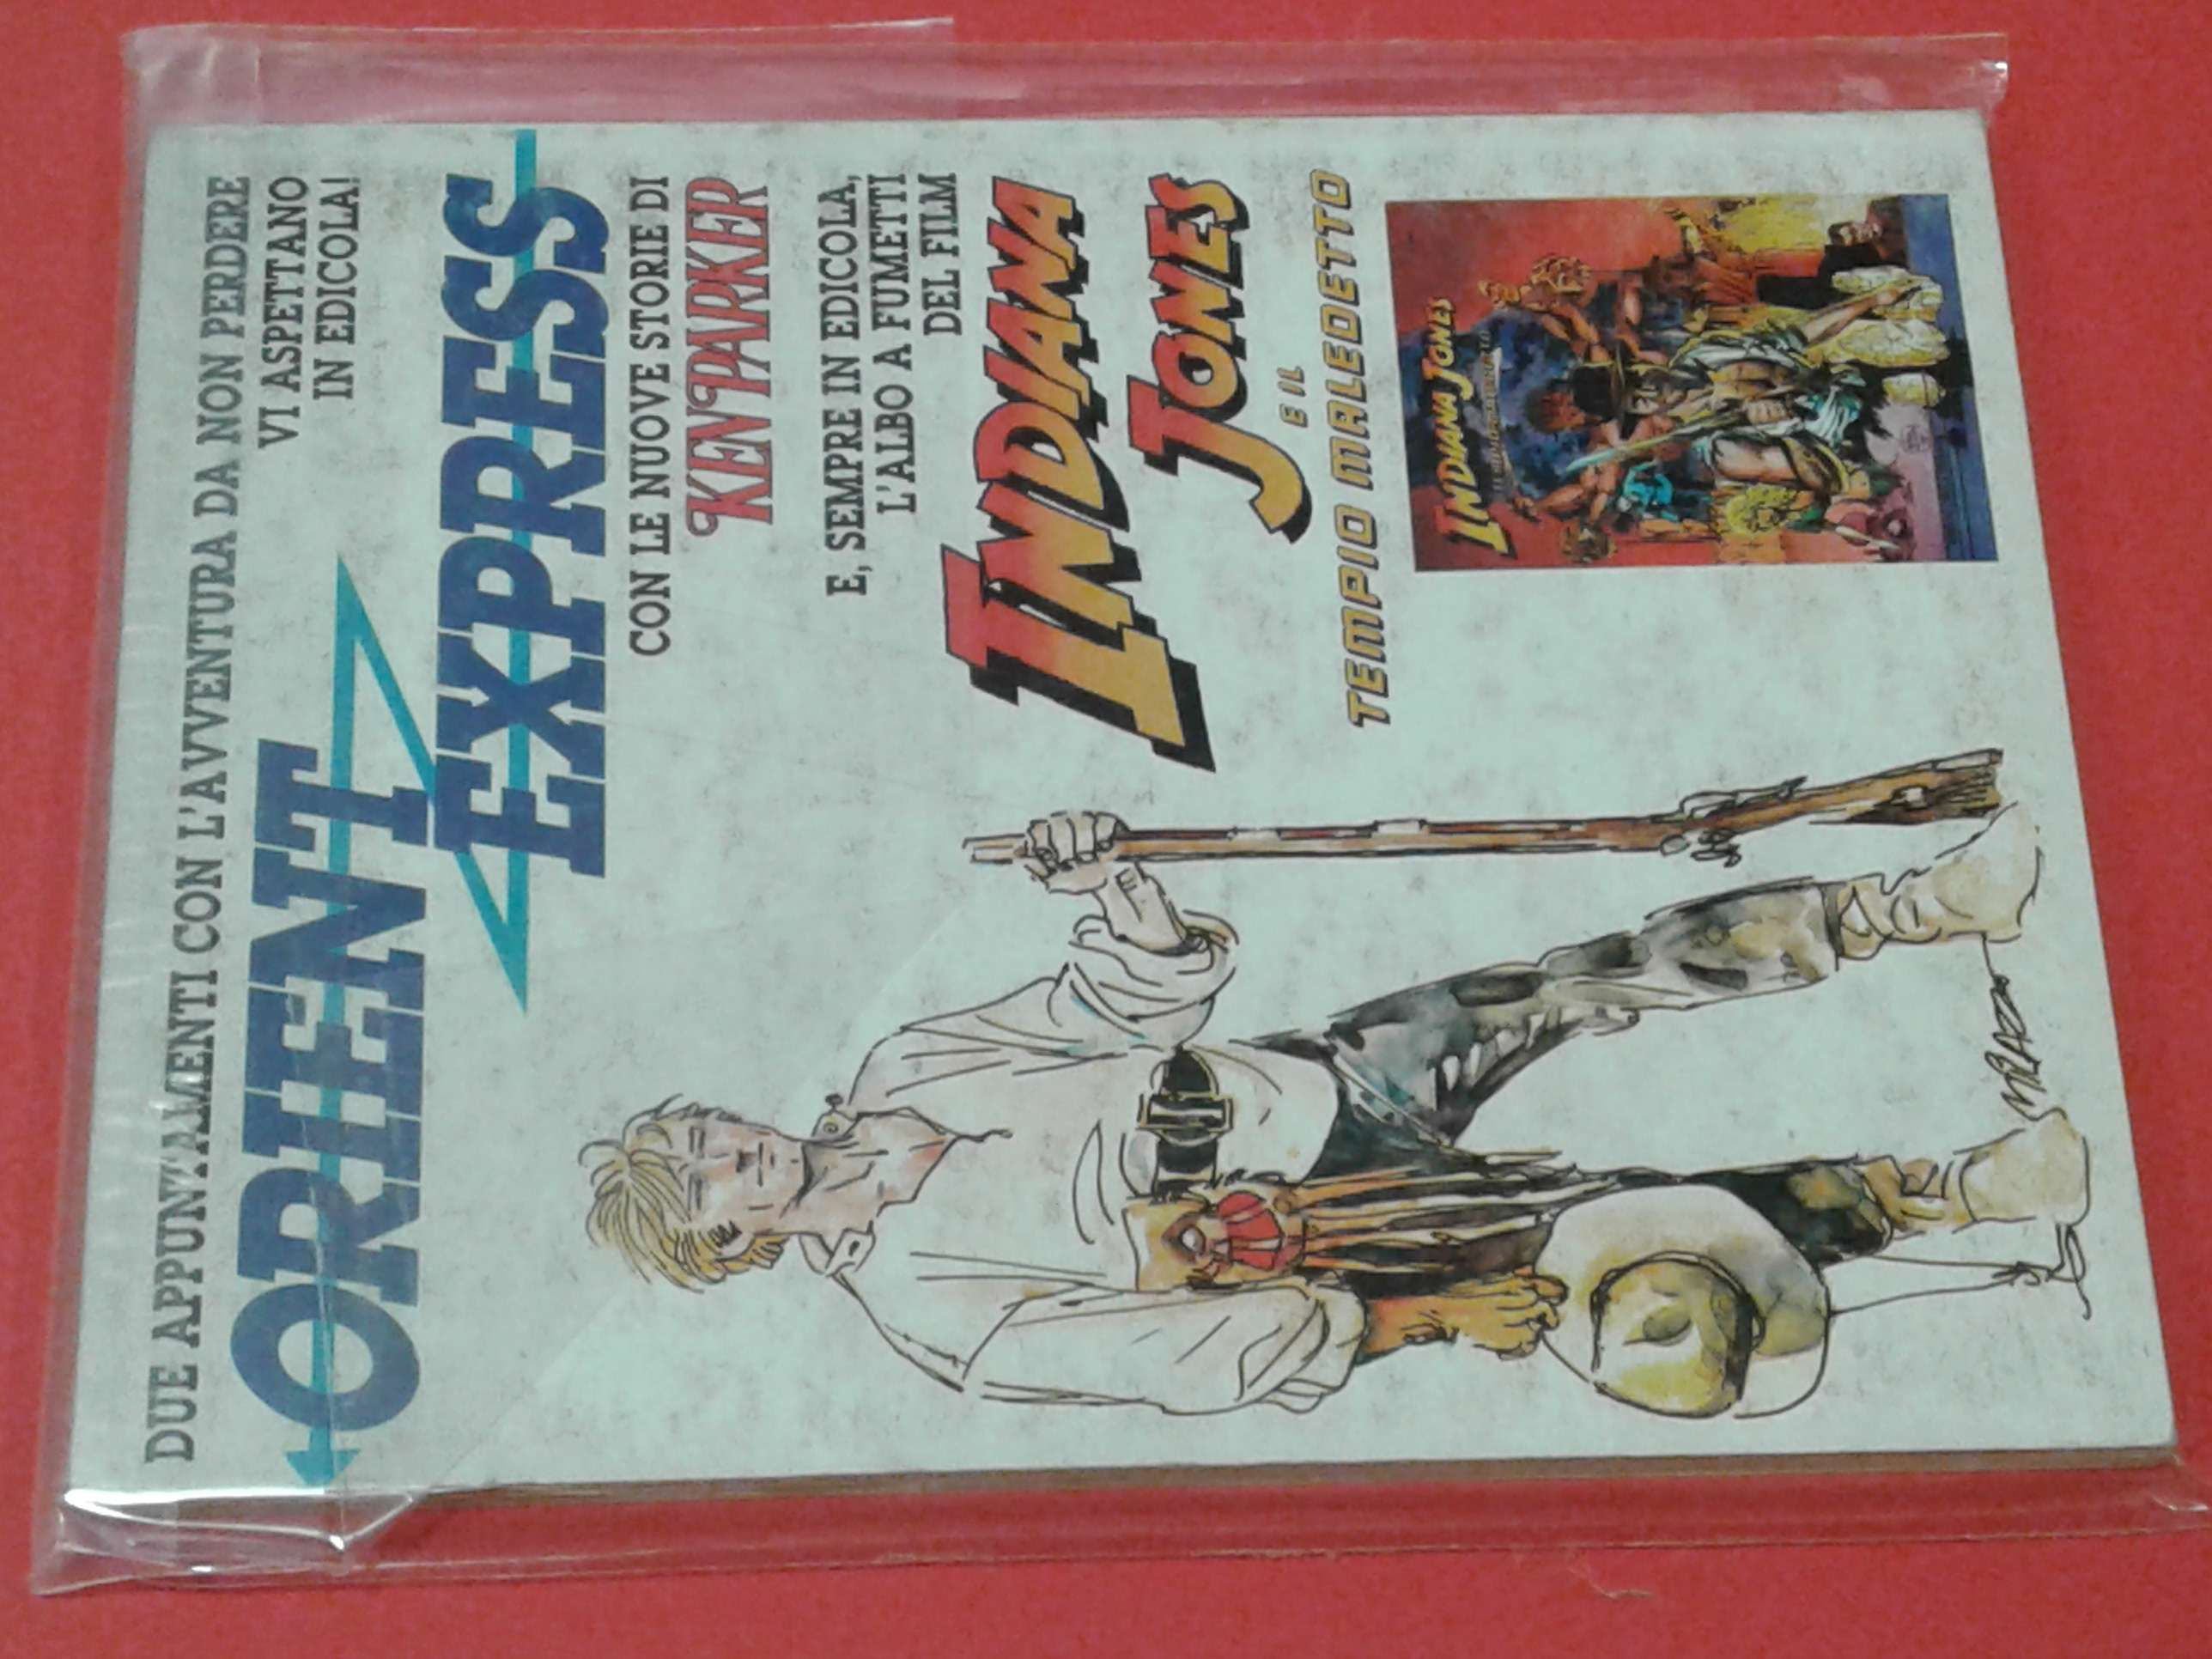 DUE APPUNTAMENTI CON L'AVVENTURA DA NON PERDERE
VI ASPETTANO
IN EDICOLA!
ORIENT
EXPRESS
CON LE NUOVE STORIE DI
KEN PARKER
E, SEMPRE IN EDICOLA,
L'ALBO A FUMETTI
DEL FILM
INDIANA
JONES
E IL
TEMPIO MALEDETTO
INDIANA JONES
MILAZZO